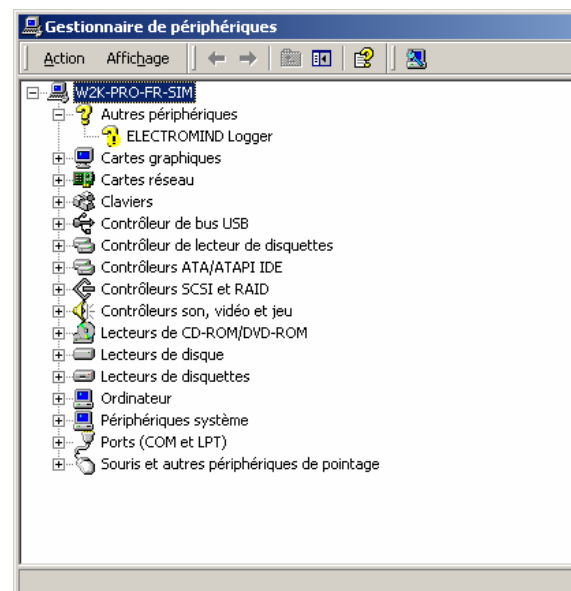 Gestionnaire de périphériques
Action Affichage
W2K-PRO-FR-SIM
Autres périphériques
ELECTROMIND Logger
Cartes graphiques
Cartes réseau
Claviers
Contrôleur de bus USB
Contrôleur de lecteur de disquettes
Contrôleurs ATA/ATAPI IDE
Contrôleurs SCSI et RAID
Contrôleurs son, vidéo et jeu
Lecteurs de CD-ROM/DVD-ROM
Lecteurs de disque
Lecteurs de disquettes
Ordinateur
Périphériques système
Ports (COM et LPT)
Souris et autres périphériques de pointage